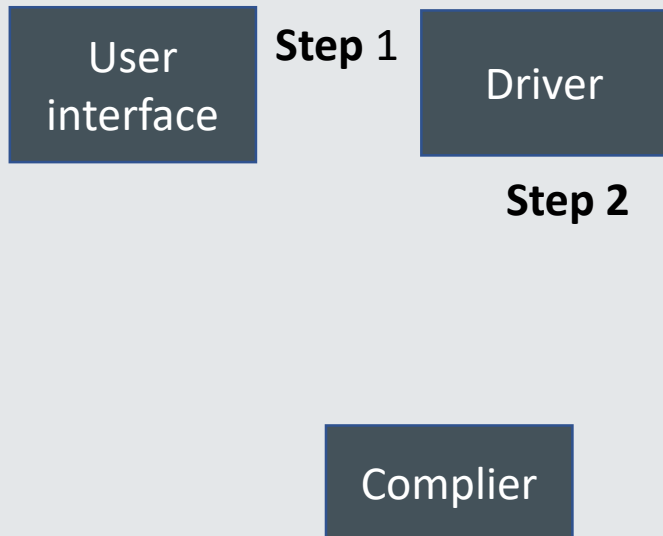 User
interface
Step 1
Driver
Step 2
Complier